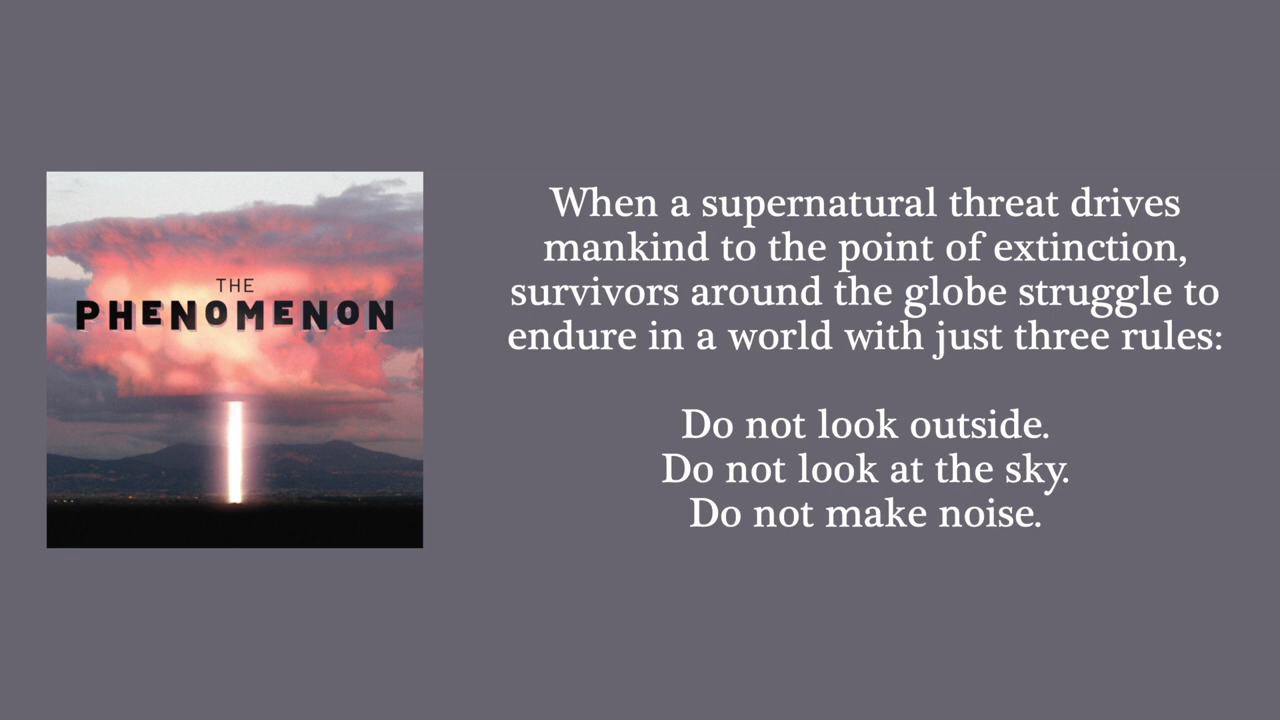 THE
PHENOMENON
When a supernatural threat drives
mankind to the point of extinction,
survivors around the globe struggle to
endure in a world with just three rules:
Do not look outside.
Do not look at the sky.
Do not make noise.